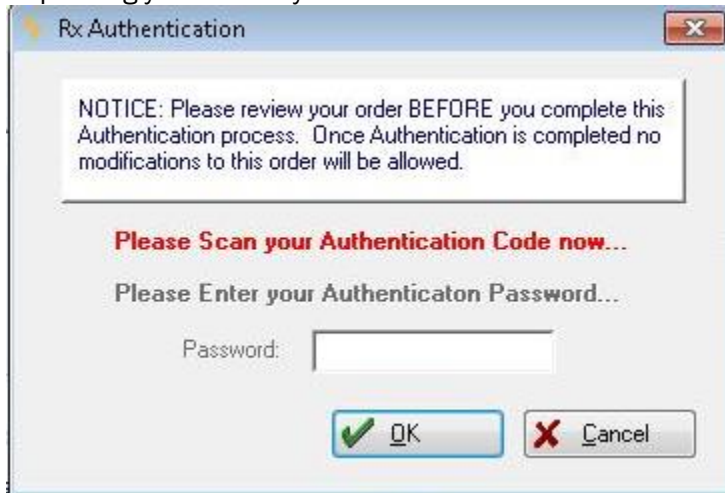 Rx Authentication
NOTICE: Please review your order BEFORE you complete this
Authentication process. Once Authentication is completed no
modifications to this order will be allowed.
Please Scan your Authentication Code now...
Please Enter your Authenticaton Password...
Password:
OK
Cancel